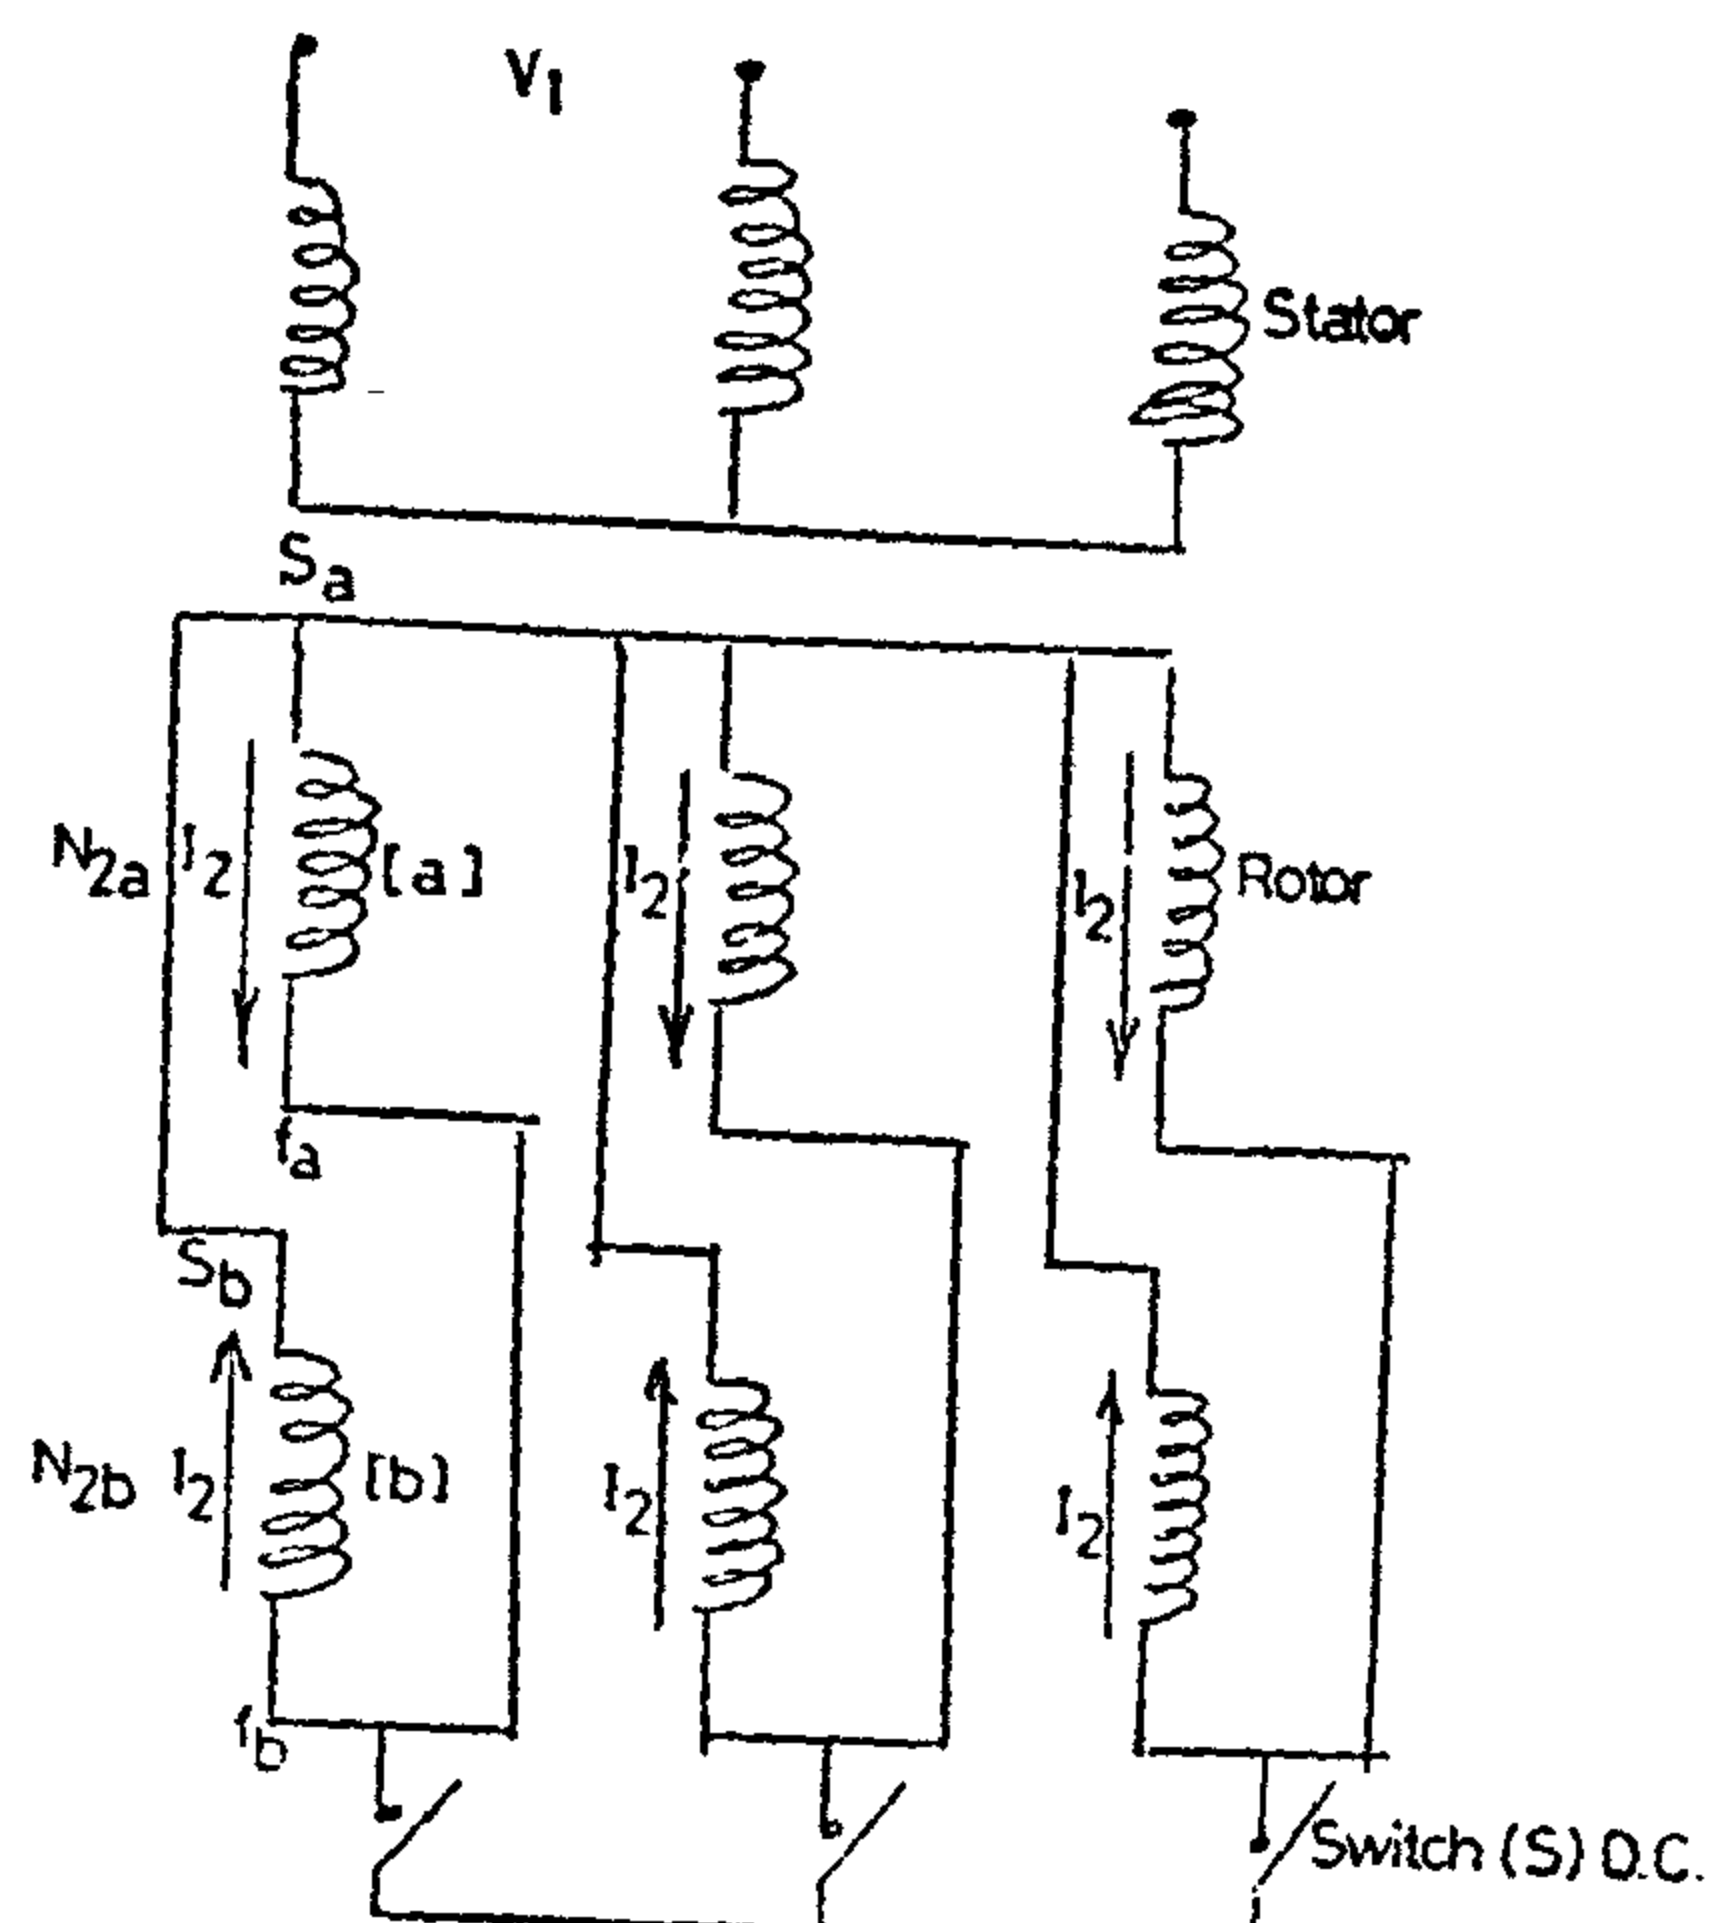 V1
Stator
Sa
N2a I2 [a] I2 I2 Rotor
fa
Sb
N2b I2 [b] I2 I2
fb
Switch (S) O.C.